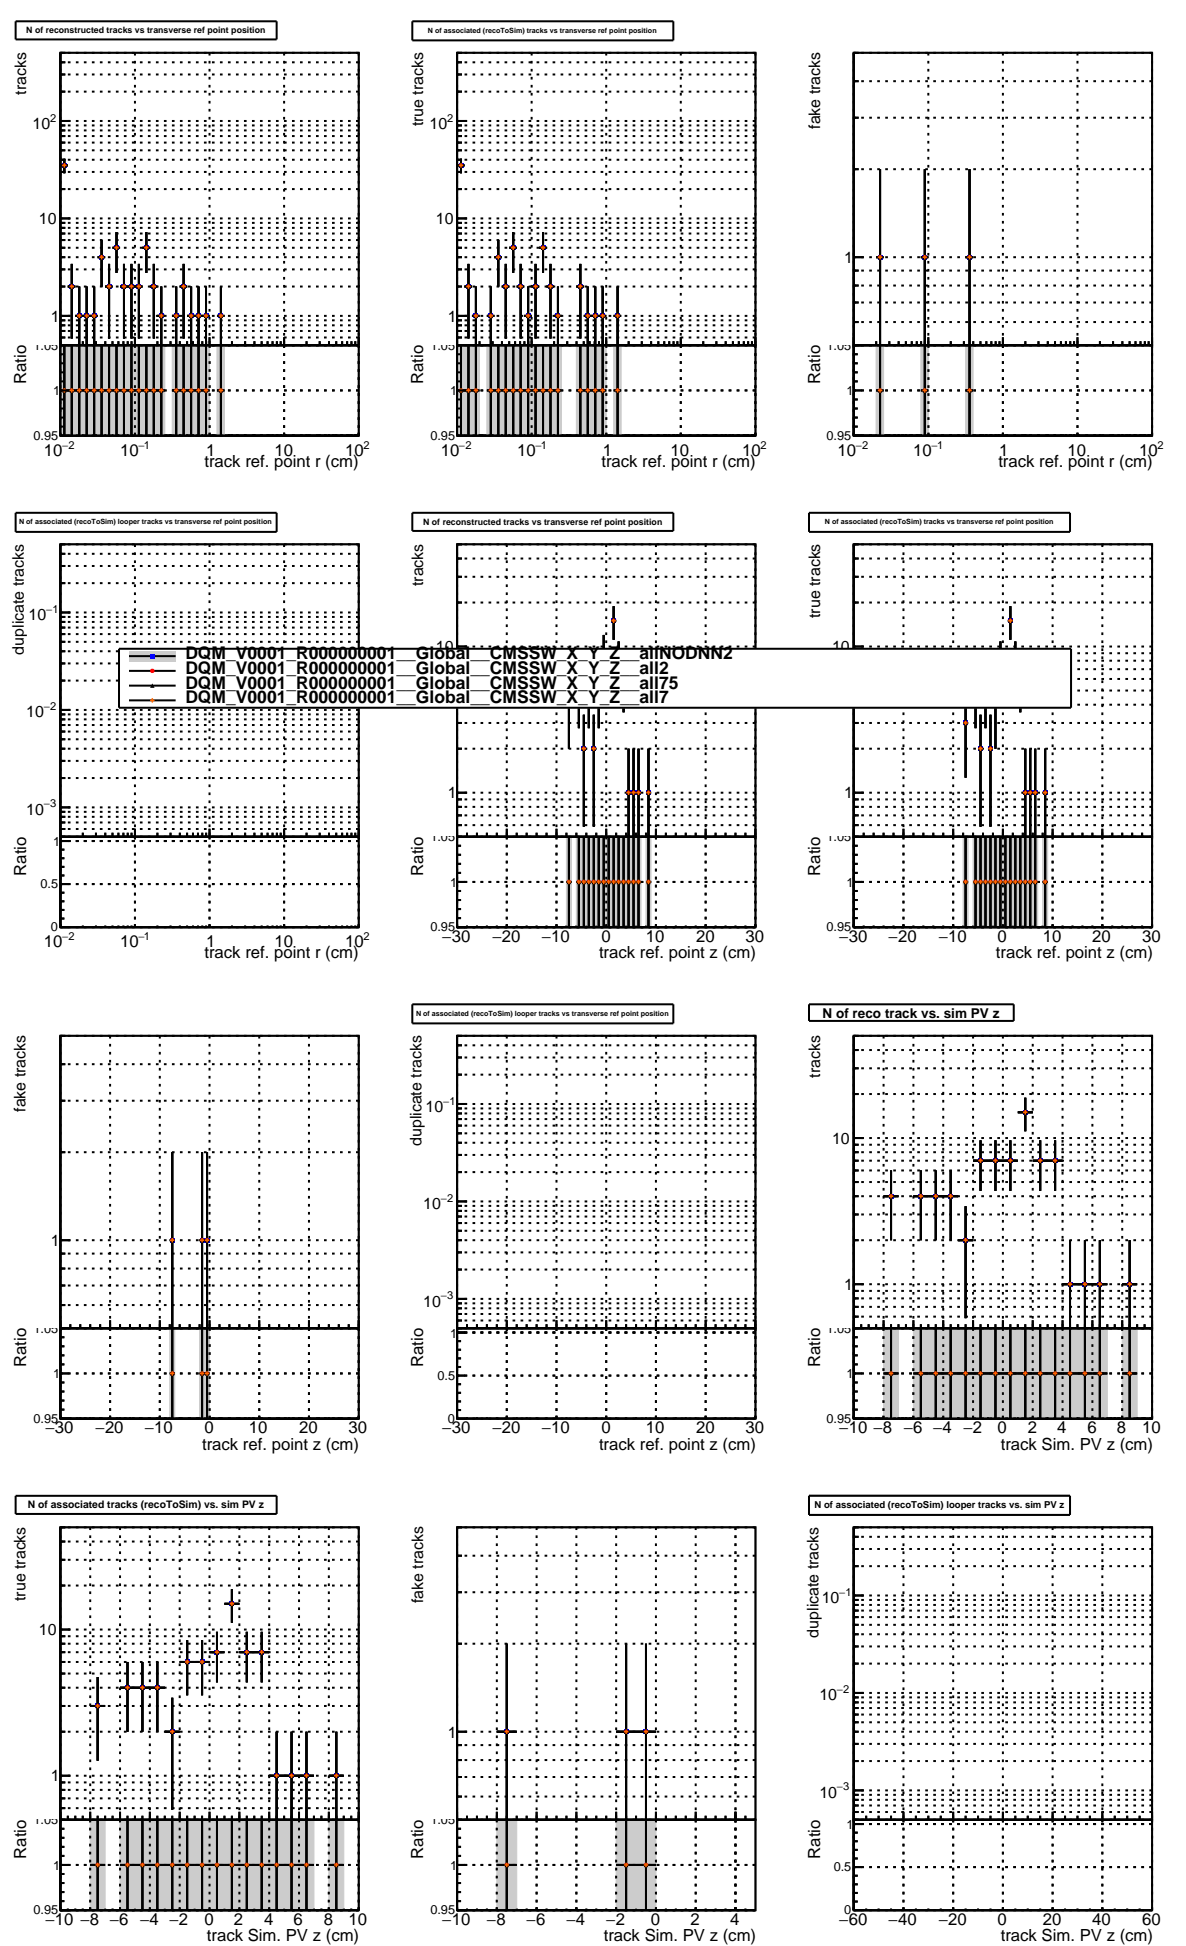 N of reconstructed tracks vs transverse ref point position
tracks
10²
10
1
Ratio
1.05
1
0.95
10⁻² 10⁻¹ 1 10 10²
track ref. point r (cm)
N of associated (recoToSim) tracks vs transverse ref point position
true tracks
10²
10
1
Ratio
1.05
1
0.95
10⁻² 10⁻¹ 1 10 10²
track ref. point r (cm)
fake tracks
1
Ratio
1.05
1
0.95
10⁻² 10⁻¹ 1 10 10²
track ref. point r (cm)
N of associated (recoToSim) looper tracks vs transverse ref point position
duplicate tracks
10⁻¹
10⁻²
10⁻³
Ratio
1
0.5
0
10⁻² 10⁻¹ 1 10 10²
track ref. point r (cm)
N of reconstructed tracks vs transverse ref point position
tracks
10
1
Ratio
1.05
1
0.95
−30 −20 −10 0 10 20 30
track ref. point z (cm)
N of associated (recoToSim) tracks vs transverse ref point position
true tracks
10
1
Ratio
1.05
1
0.95
−30 −20 −10 0 10 20 30
track ref. point z (cm)
DQM_V0001_R000000001__Global__CMSSW_X_Y_Z__allNODNN2
DQM_V0001_R000000001__Global__CMSSW_X_Y_Z__all2
DQM_V0001_R000000001__Global__CMSSW_X_Y_Z__all75
DQM_V0001_R000000001__Global__CMSSW_X_Y_Z__all7
fake tracks
1
Ratio
1.05
1
0.95
−30 −20 −10 0 10 20 30
track ref. point z (cm)
N of associated (recoToSim) looper tracks vs transverse ref point position
duplicate tracks
10⁻¹
10⁻²
10⁻³
Ratio
1
0.5
0
−30 −20 −10 0 10 20 30
track ref. point z (cm)
N of reco track vs. sim PV z
tracks
10
1
Ratio
1.05
1
0.95
−10 −8 −6 −4 −2 0 2 4 6 8 10
track Sim. PV z (cm)
N of associated tracks (recoToSim) vs. sim PV z
true tracks
10
1
Ratio
1.05
1
0.95
−10 −8 −6 −4 −2 0 2 4 6 8 10
track Sim. PV z (cm)
fake tracks
1
Ratio
1.05
1
0.95
−10 −8 −6 −4 −2 0 2 4
track Sim. PV z (cm)
N of associated (recoToSim) looper tracks vs. sim PV z
duplicate tracks
10⁻¹
10⁻²
10⁻³
Ratio
1
0.5
0
−60 −40 −20 0 20 40 60
track Sim. PV z (cm)